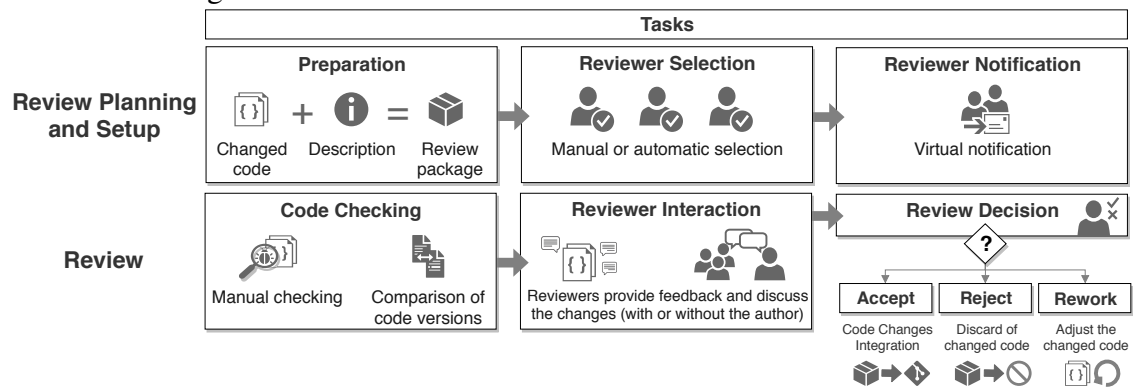 Tasks
Review Planning
and Setup
Preparation
{ }
+
i
=
Changed
code
Description
Review
package
Reviewer Selection
Manual or automatic selection
Reviewer Notification
Virtual notification
Review
Code Checking
{ }
Manual checking
Comparison of
code versions
Reviewer Interaction
{ }
Reviewers provide feedback and discuss
the changes (with or without the author)
Review Decision
?
Accept
Reject
Rework
Code Changes
Integration
Discard of
changed code
Adjust the
changed code
{ }